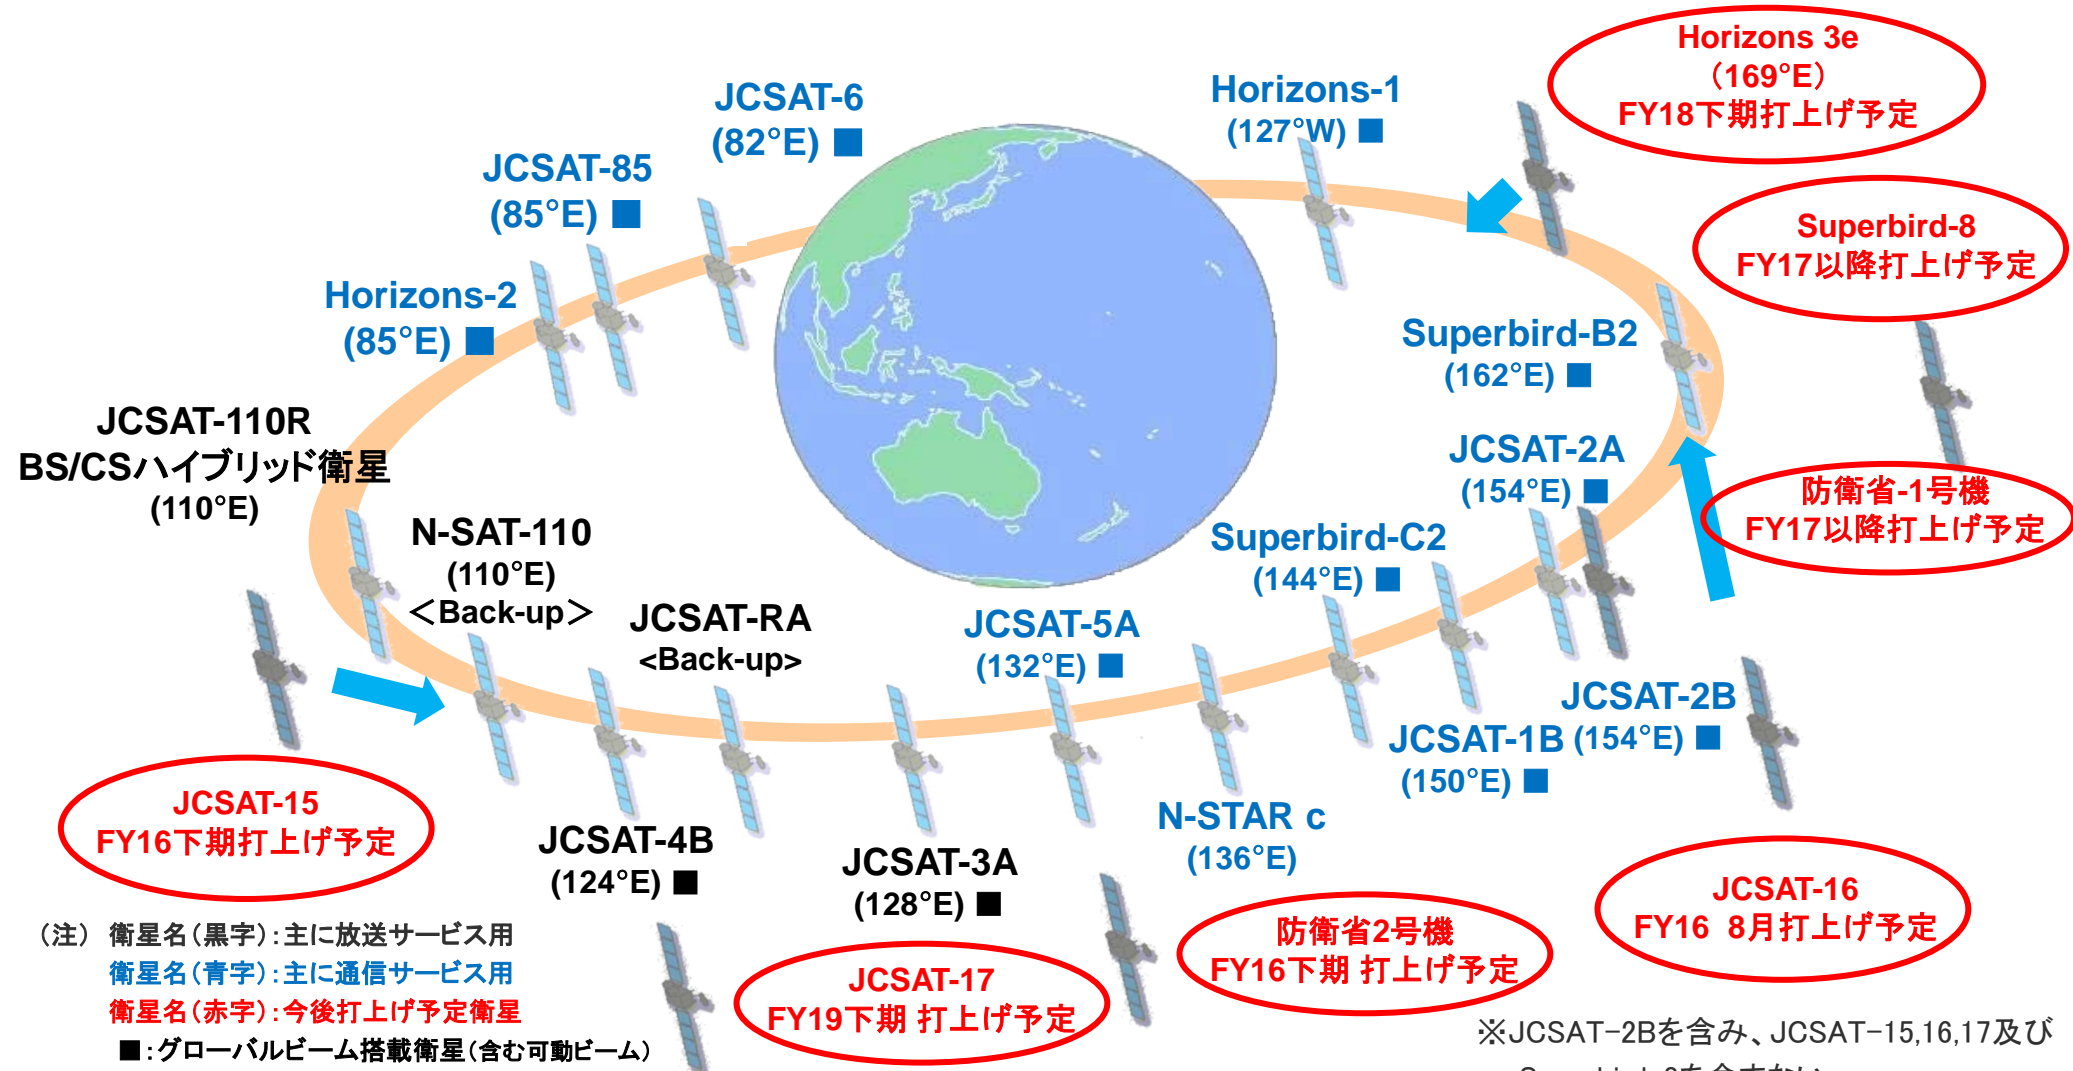 Horizons 3e
（169°E）
FY18下期打上げ予定
JCSAT-6
(82°E) ■
Horizons-1
(127°W) ■
JCSAT-85
(85°E) ■
Superbird-8
FY17以降打上げ予定
Horizons-2
(85°E) ■
Superbird-B2
(162°E) ■
JCSAT-110R
BS/CSハイブリッド衛星
(110°E)
JCSAT-2A
(154°E) ■
防衛省-1号機
FY17以降打上げ予定
N-SAT-110
(110°E)
＜Back-up＞
Superbird-C2
(144°E) ■
JCSAT-RA
<Back-up>
JCSAT-5A
(132°E) ■
JCSAT-2B
(154°E) ■
JCSAT-1B
(150°E) ■
JCSAT-15
FY16下期打上げ予定
N-STAR c
(136°E)
JCSAT-4B
(124°E) ■
JCSAT-3A
(128°E) ■
JCSAT-16
FY16 8月打上げ予定
防衛省2号機
FY16下期 打上げ予定
JCSAT-17
FY19下期 打上げ予定
（注） 衛星名（黒字）：主に放送サービス用
衛星名（青字）：主に通信サービス用
衛星名（赤字）：今後打上げ予定衛星
■：グローバルビーム搭載衛星（含む可動ビーム）
※JCSAT-2Bを含み、JCSAT-15,16,17及び